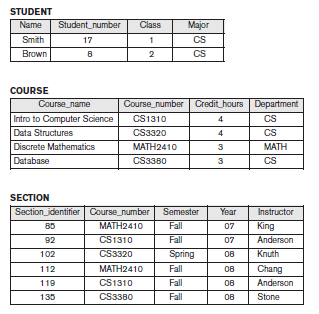 STUDENT
Name Student_number Class Major
Smith 17 1 CS
Brown 8 2 CS
COURSE
Course_name Course_number Credit_hours Department
Intro to Computer Science CS1310 4 CS
Data Structures CS3320 4 CS
Discrete Mathematics MATH2410 3 MATH
Database CS3380 3 CS
SECTION
Section_identifier Course_number Semester Year Instructor
85 MATH2410 Fall 07 King
92 CS1310 Fall 07 Anderson
102 CS3320 Spring 08 Knuth
112 MATH2410 Fall 08 Chang
119 CS1310 Fall 08 Anderson
135 CS3380 Fall 08 Stone